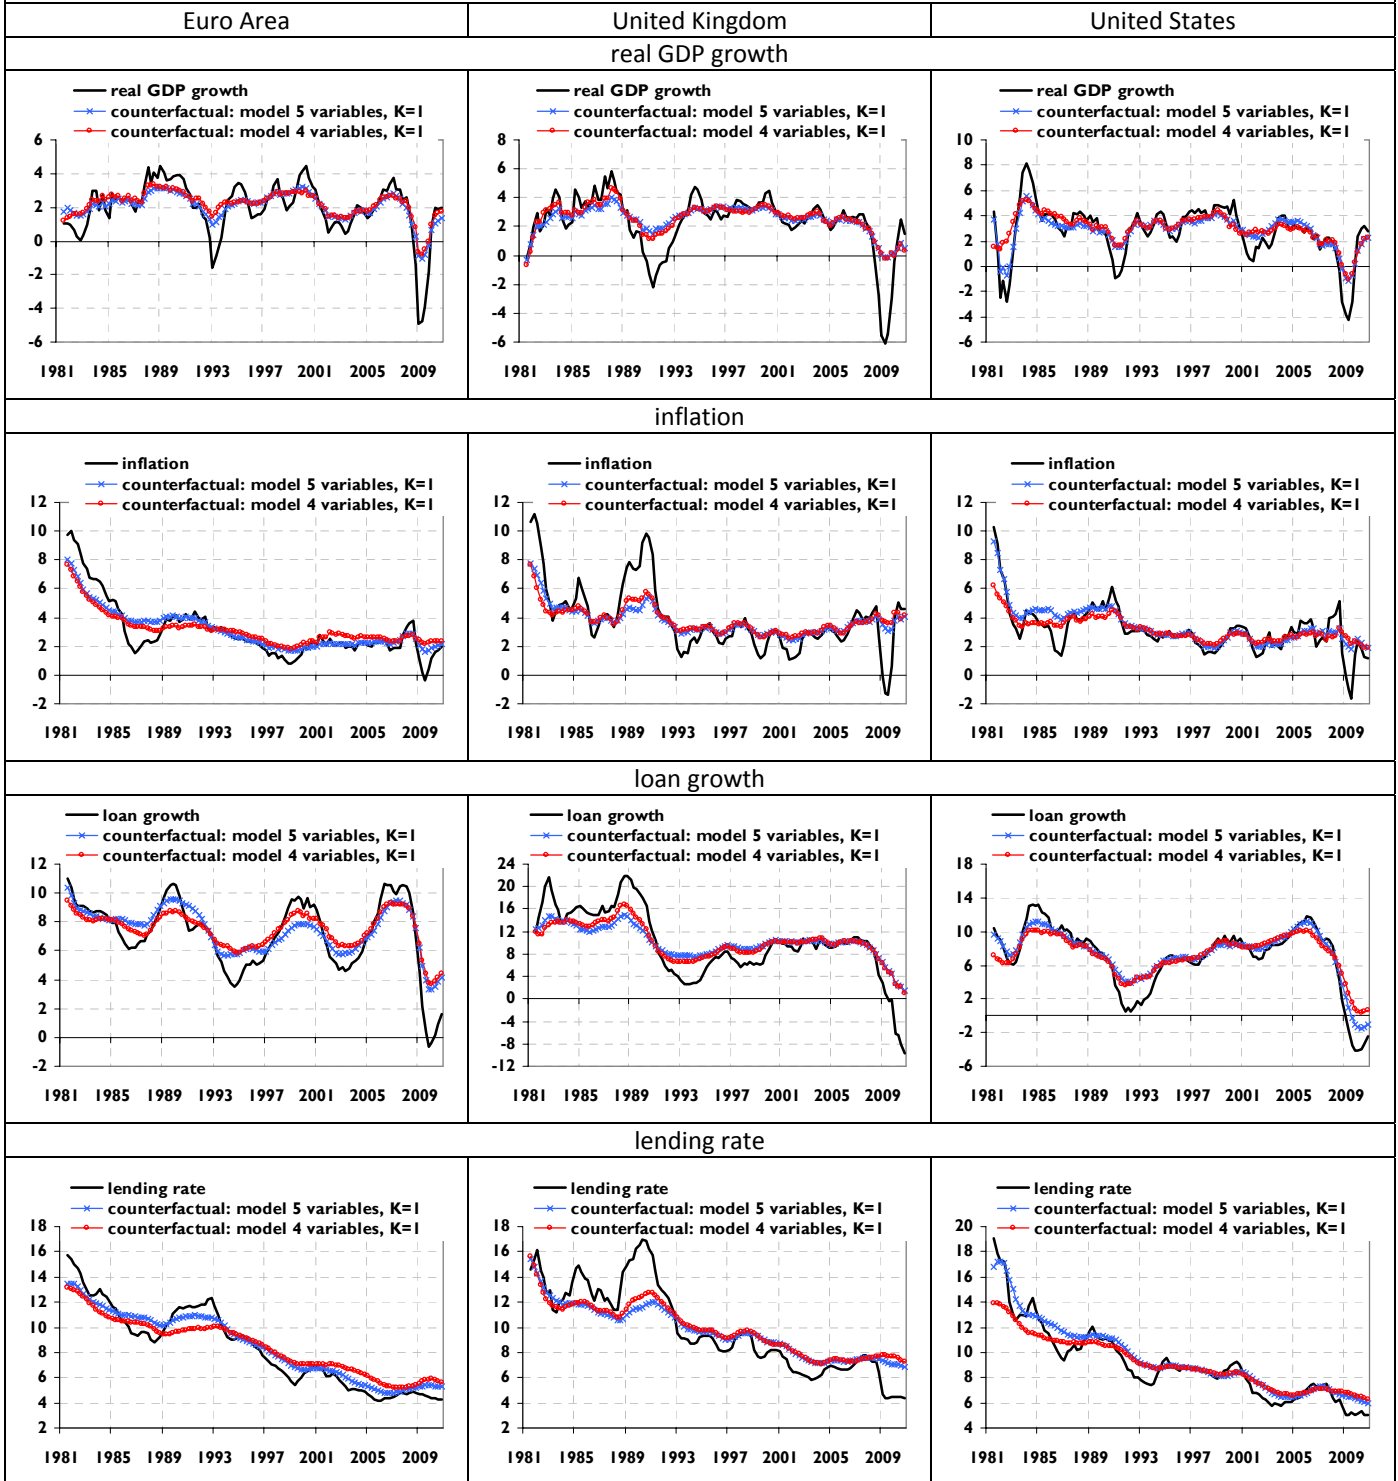 Euro Area United Kingdom United States
real GDP growth
real GDP growth
counterfactual: model 5 variables, K=1
counterfactual: model 4 variables, K=1
6
4
2
0
-2
-4
-6
1981 1985 1989 1993 1997 2001 2005 2009
real GDP growth
counterfactual: model 5 variables, K=1
counterfactual: model 4 variables, K=1
8
6
4
2
0
-2
-4
-6
1981 1985 1989 1993 1997 2001 2005 2009
real GDP growth
counterfactual: model 5 variables, K=1
counterfactual: model 4 variables, K=1
10
8
6
4
2
0
-2
-4
-6
1981 1985 1989 1993 1997 2001 2005 2009
inflation
inflation
counterfactual: model 5 variables, K=1
counterfactual: model 4 variables, K=1
12
10
8
6
4
2
0
-2
1981 1985 1989 1993 1997 2001 2005 2009
inflation
counterfactual: model 5 variables, K=1
counterfactual: model 4 variables, K=1
12
10
8
6
4
2
0
-2
1981 1985 1989 1993 1997 2001 2005 2009
inflation
counterfactual: model 5 variables, K=1
counterfactual: model 4 variables, K=1
12
10
8
6
4
2
0
-2
1981 1985 1989 1993 1997 2001 2005 2009
loan growth
loan growth
counterfactual: model 5 variables, K=1
counterfactual: model 4 variables, K=1
12
10
8
6
4
2
0
-2
1981 1985 1989 1993 1997 2001 2005 2009
loan growth
counterfactual: model 5 variables, K=1
counterfactual: model 4 variables, K=1
24
20
16
12
8
4
0
-4
-8
-12
1981 1985 1989 1993 1997 2001 2005 2009
loan growth
counterfactual: model 5 variables, K=1
counterfactual: model 4 variables, K=1
18
14
10
6
2
-2
-6
1981 1985 1989 1993 1997 2001 2005 2009
lending rate
lending rate
counterfactual: model 5 variables, K=1
counterfactual: model 4 variables, K=1
18
16
14
12
10
8
6
4
2
1981 1985 1989 1993 1997 2001 2005 2009
lending rate
counterfactual: model 5 variables, K=1
counterfactual: model 4 variables, K=1
18
16
14
12
10
8
6
4
2
1981 1985 1989 1993 1997 2001 2005 2009
lending rate
counterfactual: model 5 variables, K=1
counterfactual: model 4 variables, K=1
20
18
16
14
12
10
8
6
4
1981 1985 1989 1993 1997 2001 2005 2009